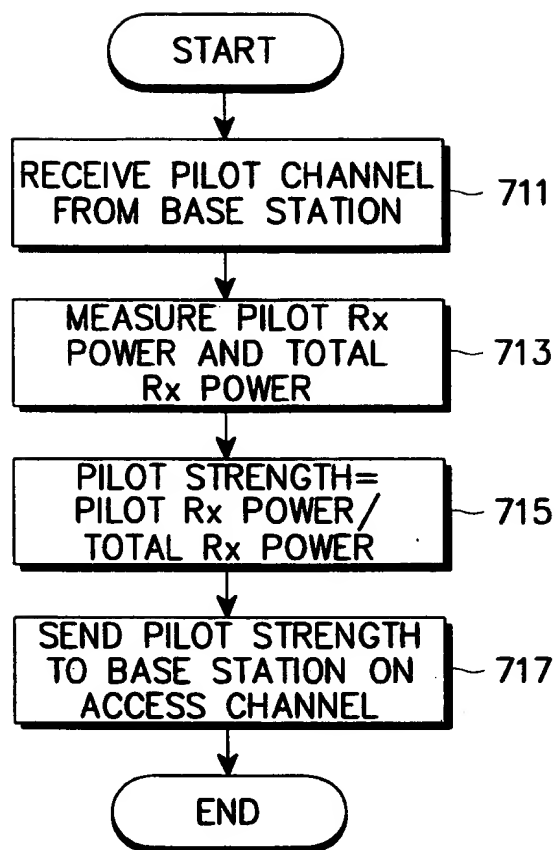 START
RECEIVE PILOT CHANNEL
FROM BASE STATION
711
MEASURE PILOT Rx
POWER AND TOTAL
Rx POWER
713
PILOT STRENGTH=
PILOT Rx POWER/
TOTAL Rx POWER
715
SEND PILOT STRENGTH
TO BASE STATION ON
ACCESS CHANNEL
717
END